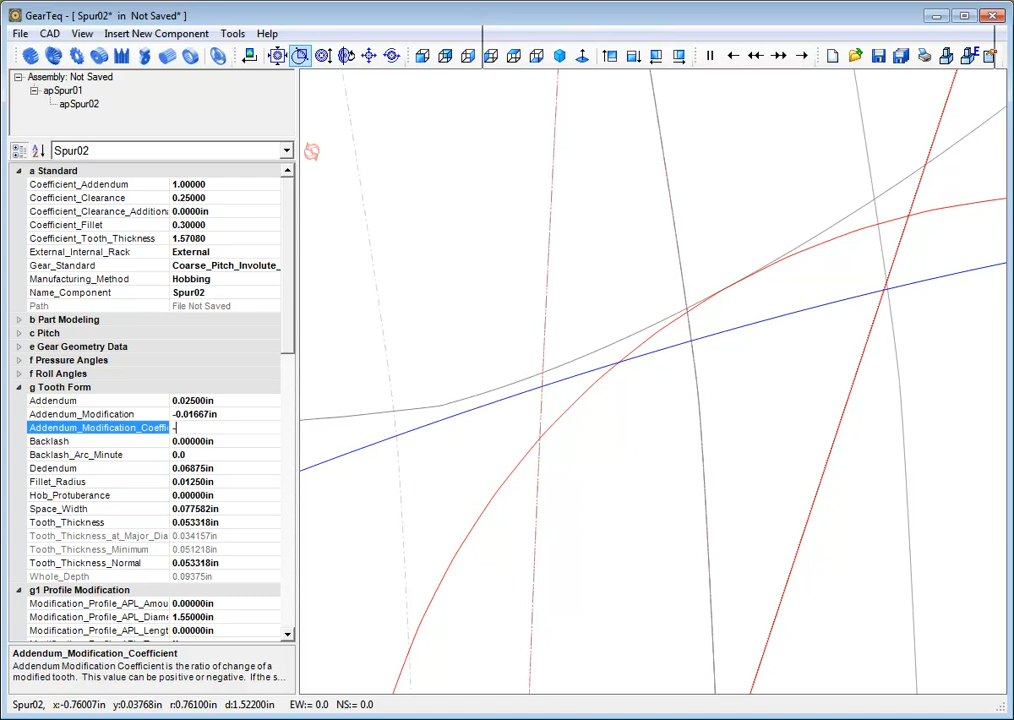 GearTeq - [ Spur02* in Not Saved* ]
File CAD View Insert New Component Tools Help
Assembly: Not Saved
apSpur01
apSpur02
Spur02
a Standard
Coefficient_Addendum 1.00000
Coefficient_Clearance 0.25000
Coefficient_Clearance_Additiona 0.0000in
Coefficient_Fillet 0.30000
Coefficient_Tooth_Thickness 1.57080
External_Internal_Rack External
Gear_Standard Coarse_Pitch_Involute_
Manufacturing_Method Hobbing
Name_Component Spur02
Path File Not Saved
b Part Modeling
c Pitch
e Gear Geometry Data
f Pressure Angles
f Roll Angles
g Tooth Form
Addendum 0.02500in
Addendum_Modification -0.01667in
Addendum_Modification_Coeffic -
Backlash 0.00000in
Backlash_Arc_Minute 0.0
Dedendum 0.06875in
Fillet_Radius 0.01250in
Hob_Protuberance 0.00000in
Space_Width 0.077582in
Tooth_Thickness 0.053318in
Tooth_Thickness_at_Major_Dia 0.034157in
Tooth_Thickness_Minimum 0.051218in
Tooth_Thickness_Normal 0.053318in
Whole_Depth 0.09375in
g1 Profile Modification
Modification_Profile_APL_Amou 0.00000in
Modification_Profile_APL_Diame 1.55000in
Modification_Profile_APL_Lengt 0.00000in
Addendum_Modification_Coefficient
Addendum Modification Coefficient is the ratio of change of a
modified tooth. This value can be positive or negative. If the s...
Spur02, x:-0.76007in y:0.03768in r:0.76100in d:1.52200in EW:= 0.0 NS:= 0.0